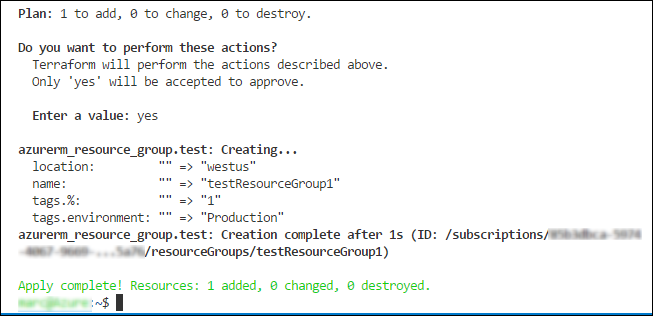 Plan: 1 to add, 0 to change, 0 to destroy.
Do you want to perform these actions?
Terraform will perform the actions described above.
Only 'yes' will be accepted to approve.
Enter a value: yes
azurerm_resource_group.test: Creating...
location: "" => "westus"
name: "" => "testResourceGroup1"
tags.%: "" => "1"
tags.environment: "" => "Production"
azurerm_resource_group.test: Creation complete after 1s (ID: /subscriptions/
/resourceGroups/testResourceGroup1)
Apply complete! Resources: 1 added, 0 changed, 0 destroyed.
:~$